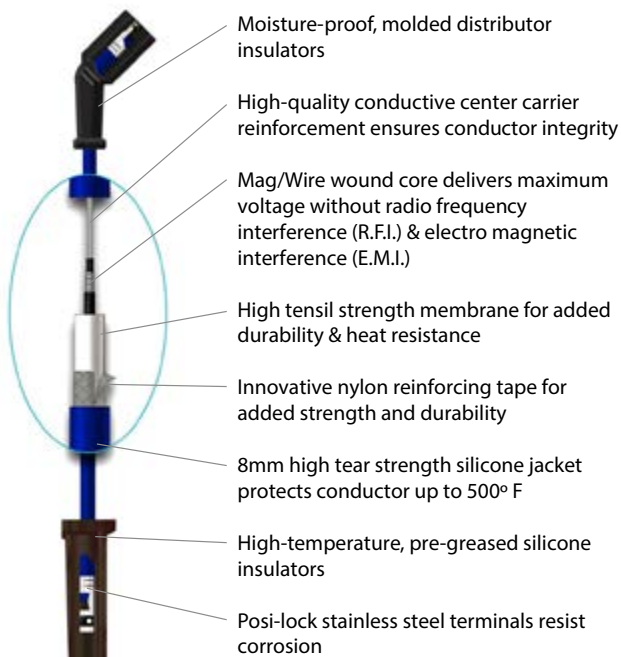 Moisture-proof, molded distributor
insulators
High-quality conductive center carrier
reinforcement ensures conductor integrity
Mag/Wire wound core delivers maximum
voltage without radio frequency
interference (R.F.I.) & electro magnetic
interference (E.M.I.)
High tensil strength membrane for added
durability & heat resistance
Innovative nylon reinforcing tape for
added strength and durability
8mm high tear strength silicone jacket
protects conductor up to 500º F
High-temperature, pre-greased silicone
insulators
Posi-lock stainless steel terminals resist
corrosion